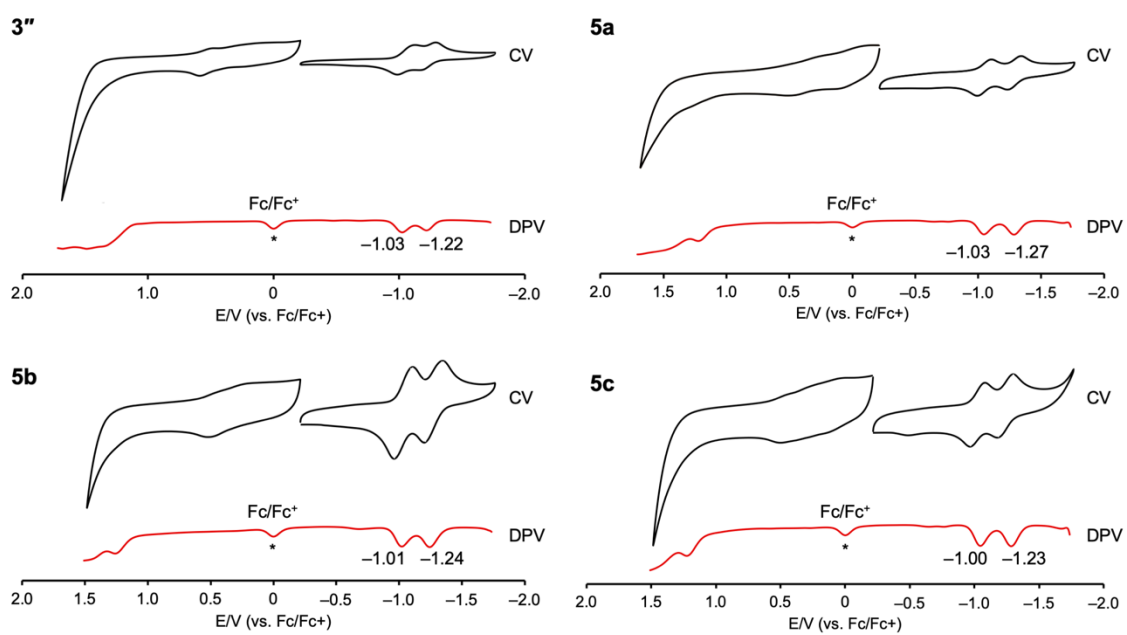 3″
CV
Fc/Fc⁺
*
DPV
–1.03 –1.22
2.0 1.0 0 –1.0 –2.0
E/V (vs. Fc/Fc+)
5a
CV
Fc/Fc⁺
*
DPV
–1.03 –1.27
2.0 1.5 1.0 0.5 0 –0.5 –1.0 –1.5 –2.0
E/V (vs. Fc/Fc+)
5b
CV
Fc/Fc⁺
*
DPV
–1.01 –1.24
2.0 1.5 1.0 0.5 0 –0.5 –1.0 –1.5 –2.0
E/V (vs. Fc/Fc+)
5c
CV
Fc/Fc⁺
*
DPV
–1.00 –1.23
2.0 1.5 1.0 0.5 0 –0.5 –1.0 –1.5 –2.0
E/V (vs. Fc/Fc+)